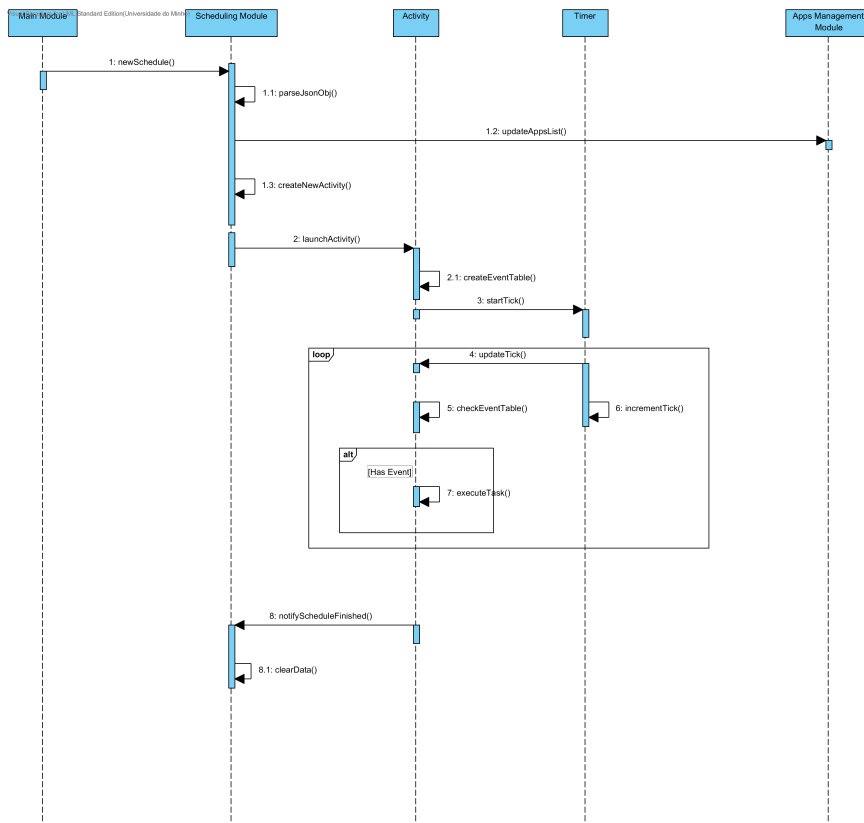 Main Module
Standard Edition(Universidade do Minho)
Scheduling Module
Activity
Timer
Apps Management
Module
1: newSchedule()
1.1: parseJsonObj()
1.2: updateAppsList()
1.3: createNewActivity()
2: launchActivity()
2.1: createEventTable()
3: startTick()
loop
4: updateTick()
5: checkEventTable()
6: incrementTick()
alt
[Has Event]
7: executeTask()
8: notifyScheduleFinished()
8.1: clearData()